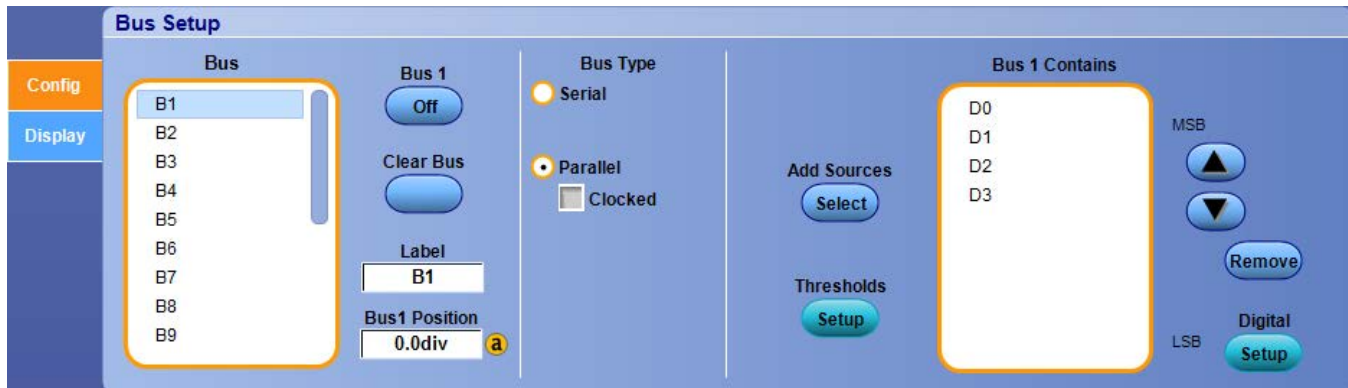 Bus Setup
Config
Display
Bus
B1
B2
B3
B4
B5
B6
B7
B8
B9
Bus 1
Off
Clear Bus
Label
B1
Bus1 Position
0.0div a
Bus Type
Serial
Parallel
Clocked
Add Sources
Select
Thresholds
Setup
Bus 1 Contains
D0
D1
D2
D3
MSB
Remove
LSB
Digital
Setup